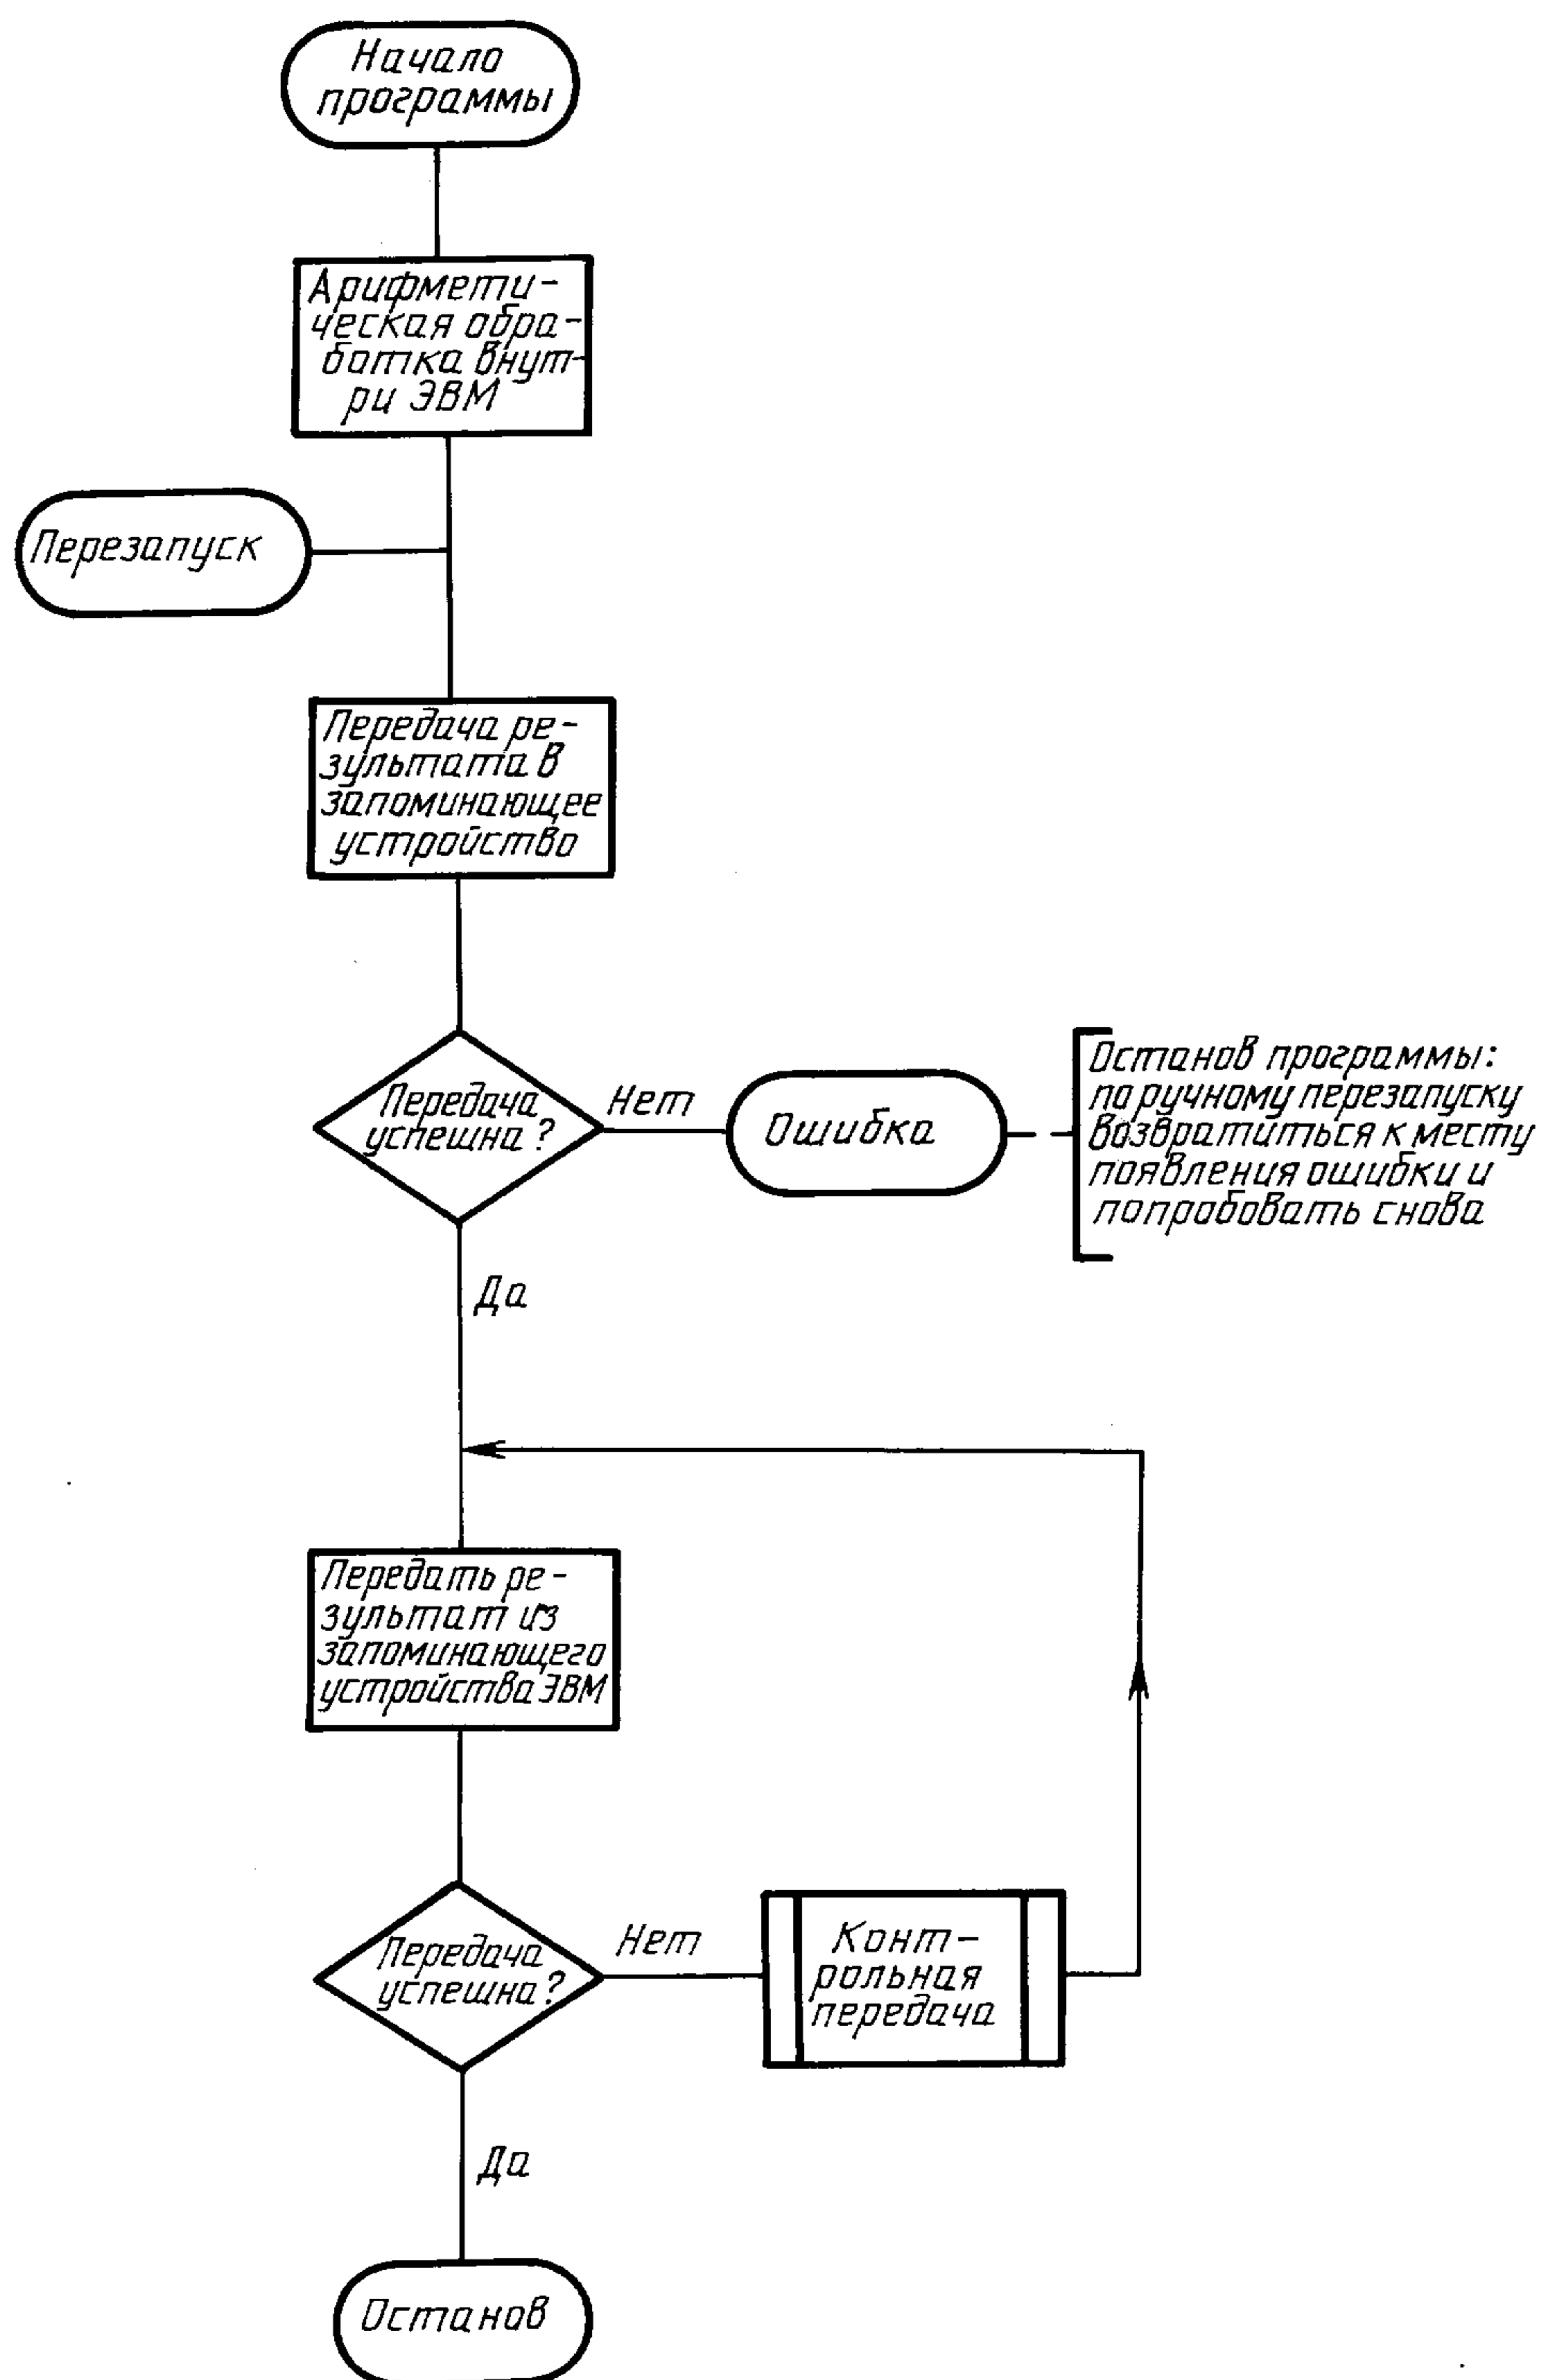 Начало
программы
Арифмети-
ческая обра-
ботка внут-
ри ЭВМ
Перезапуск
Передача ре-
зультата в
запоминающее
устройство
Передача
успешна?
Нет
Ошибка
Останов программы:
по ручному перезапуску
возвратиться к месту
появления ошибки и
попробовать снова
Да
Передать ре-
зультат из
запоминающего
устройства ЭВМ
Передача
успешна?
Нет
Конт-
рольная
передача
Да
Останов